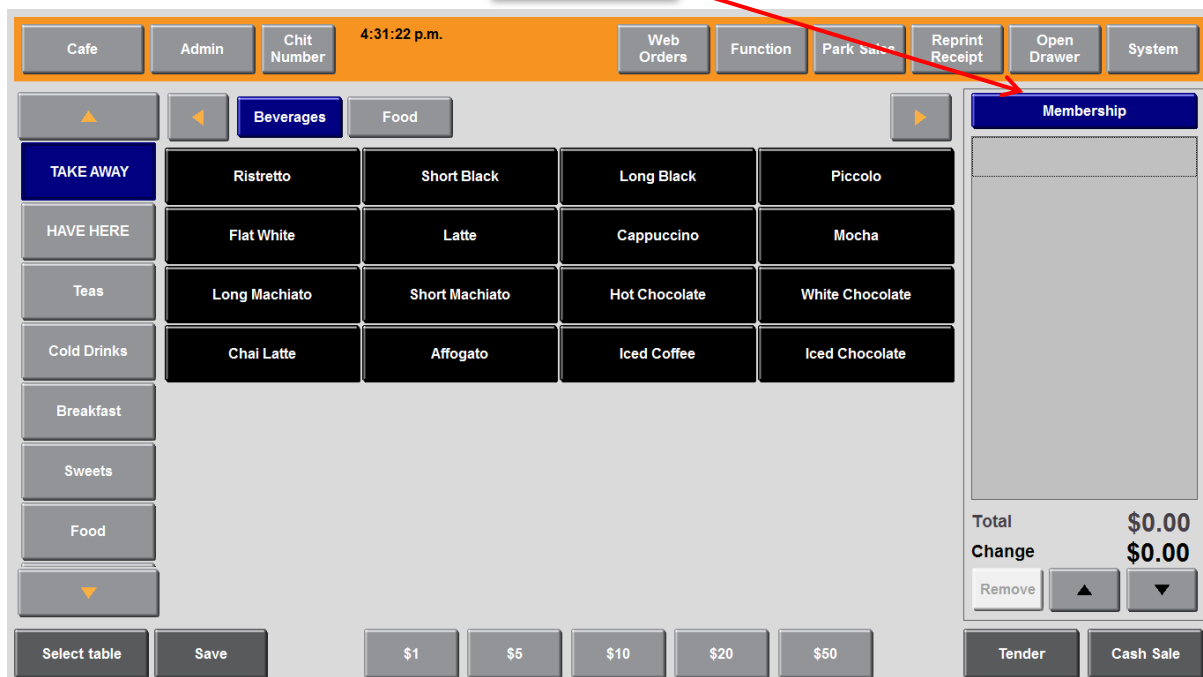 Cafe
Admin
Chit
Number
4:31:22 p.m.
Web
Orders
Function
Park Sales
Reprint
Receipt
Open
Drawer
System
Beverages
Food
Membership
TAKE AWAY
Ristretto
Short Black
Long Black
Piccolo
HAVE HERE
Flat White
Latte
Cappuccino
Mocha
Teas
Long Machiato
Short Machiato
Hot Chocolate
White Chocolate
Cold Drinks
Chai Latte
Affogato
Iced Coffee
Iced Chocolate
Breakfast
Sweets
Food
Total $0.00
Change $0.00
Remove
Select table
Save
$1
$5
$10
$20
$50
Tender
Cash Sale